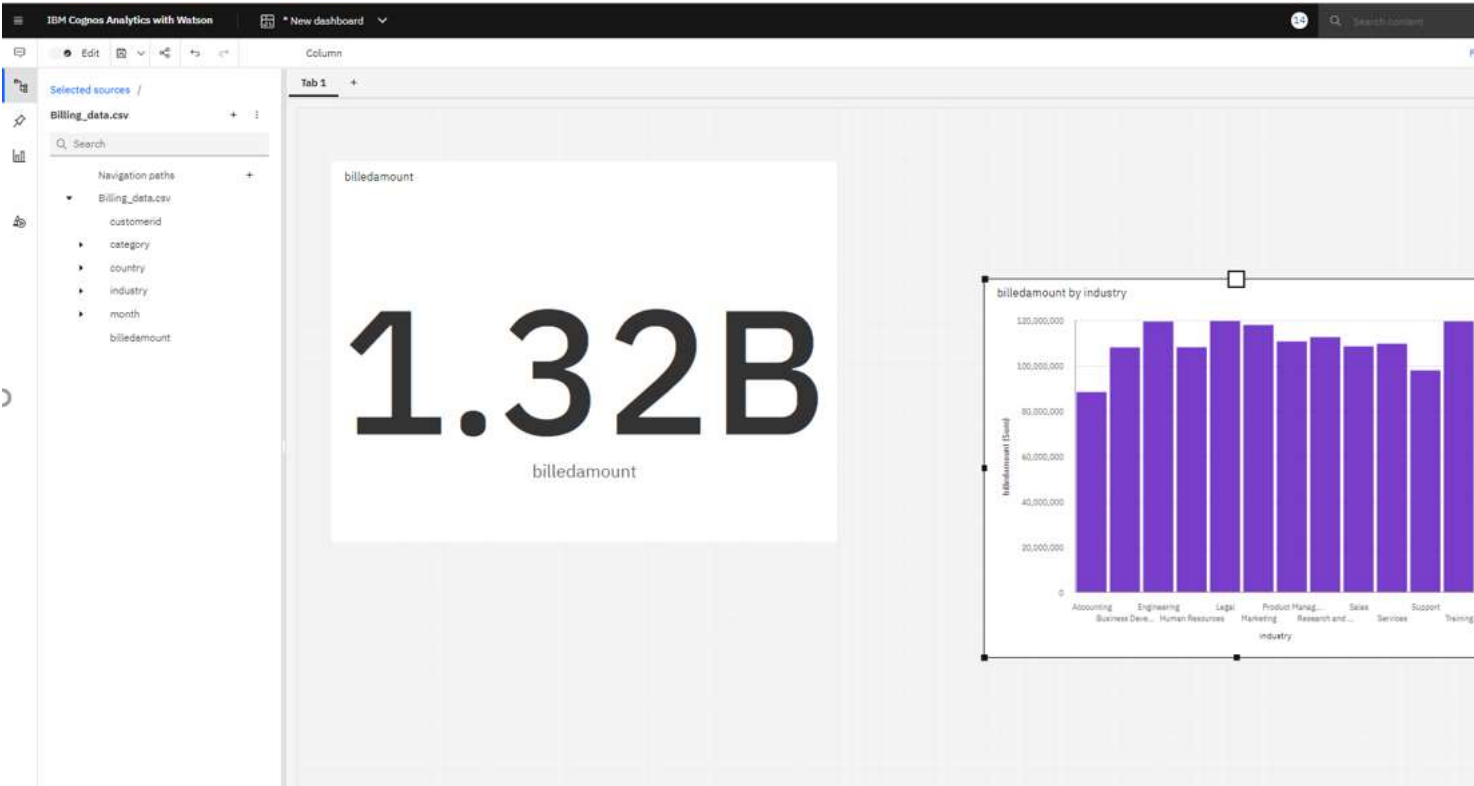 IBM Cognos Analytics with Watson
* New dashboard
14
Search content
Edit
Column
Selected sources /
Tab 1 +
Billing_data.csv + ⋮
Search
Navigation paths +
Billing_data.csv
customerid
category
country
industry
month
billedamount
billedamount
1.32B
billedamount
billedamount by industry
billedamount (Sum)
120,000,000
100,000,000
80,000,000
60,000,000
40,000,000
20,000,000
0
Accounting Engineering Legal Product Manag... Sales Support
Business Deve... Human Resources Marketing Research and ... Services Training
industry